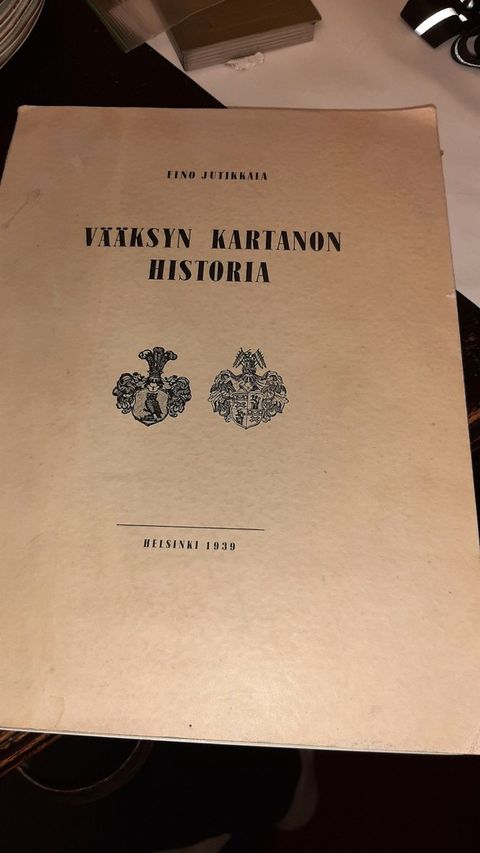 EINO JUTIKKALA
VÄÄKSYN KARTANON
HISTORIA
HELSINKI 1939